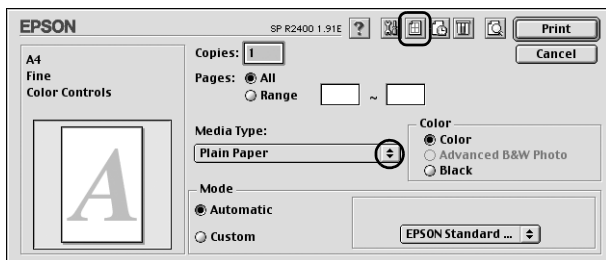 EPSON
SP R2400 1.91E
?
Print
Cancel
A4
Fine
Color Controls
A
Copies: 1
Pages: All
Range ~
Media Type:
Plain Paper
Color
Color
Advanced B&W Photo
Black
Mode
Automatic
Custom
EPSON Standard ...